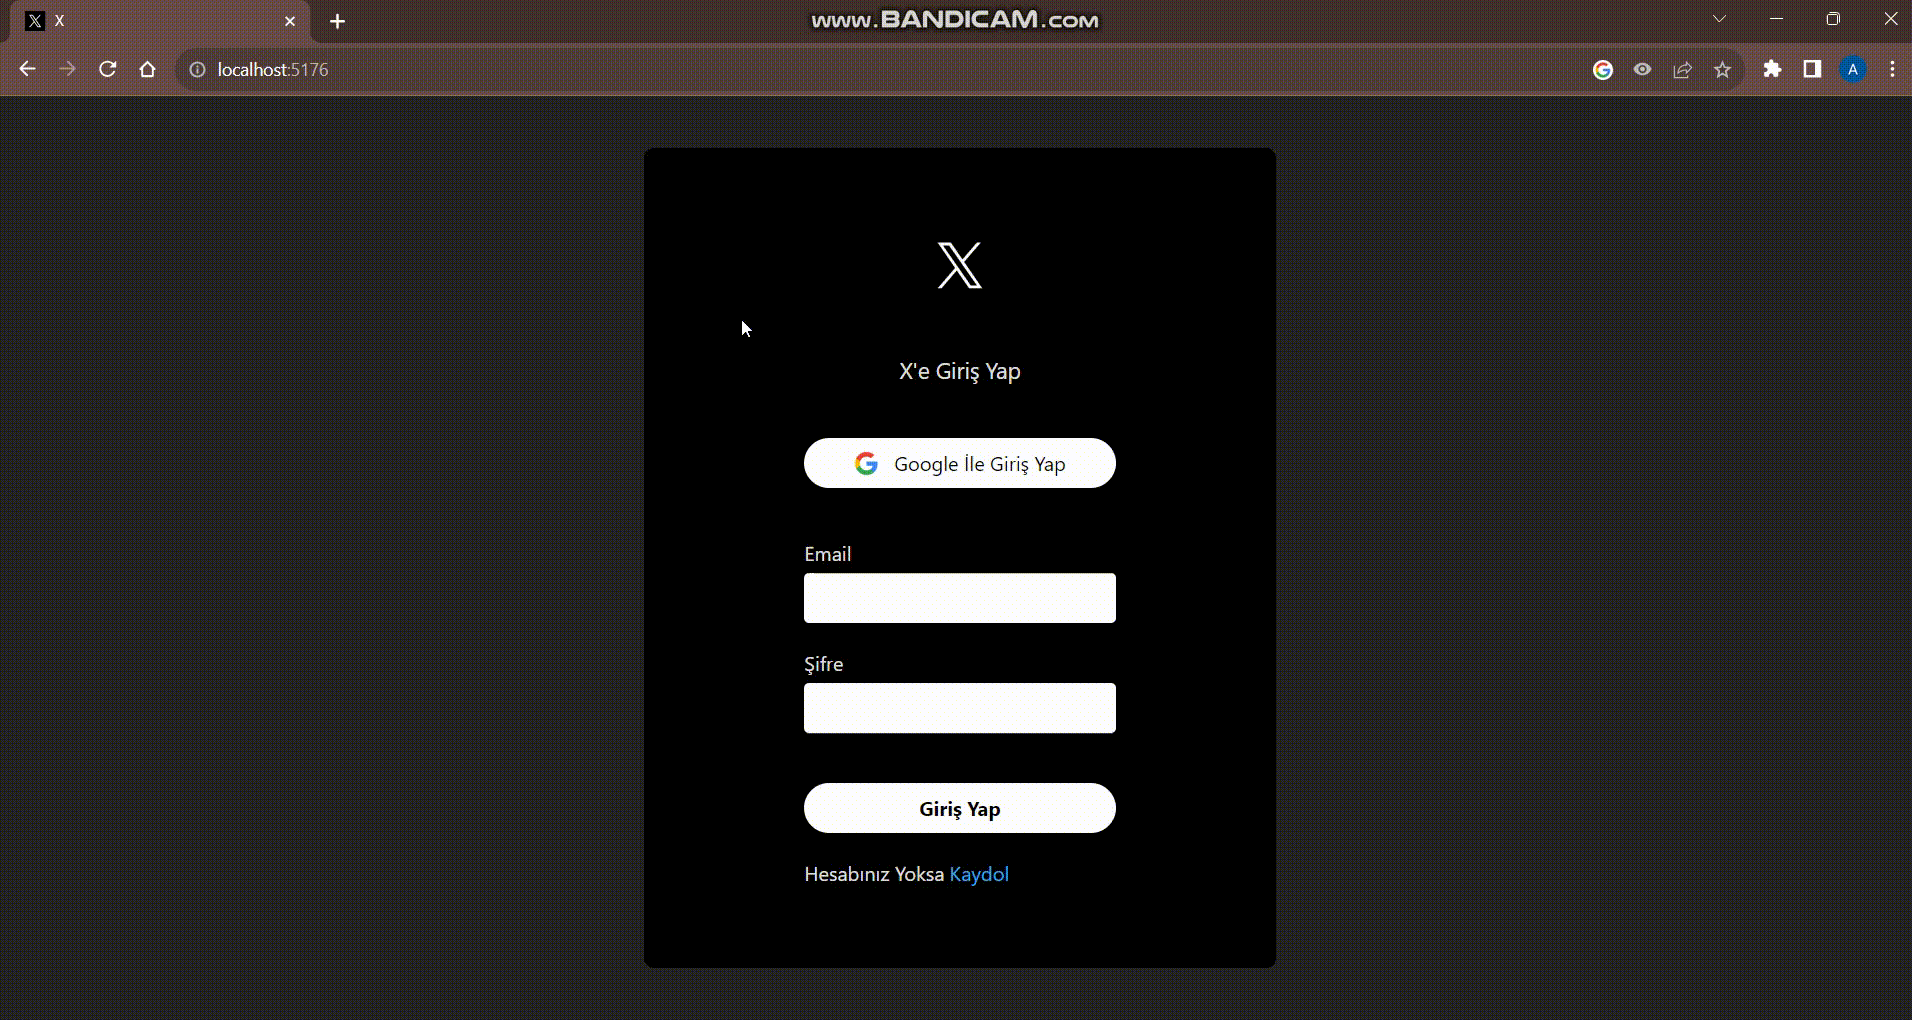 X
www.BANDICAM.com
localhost:5176
A
X
X'e Giriş Yap
Google İle Giriş Yap
Email
Şifre
Giriş Yap
Hesabınız Yoksa Kaydol